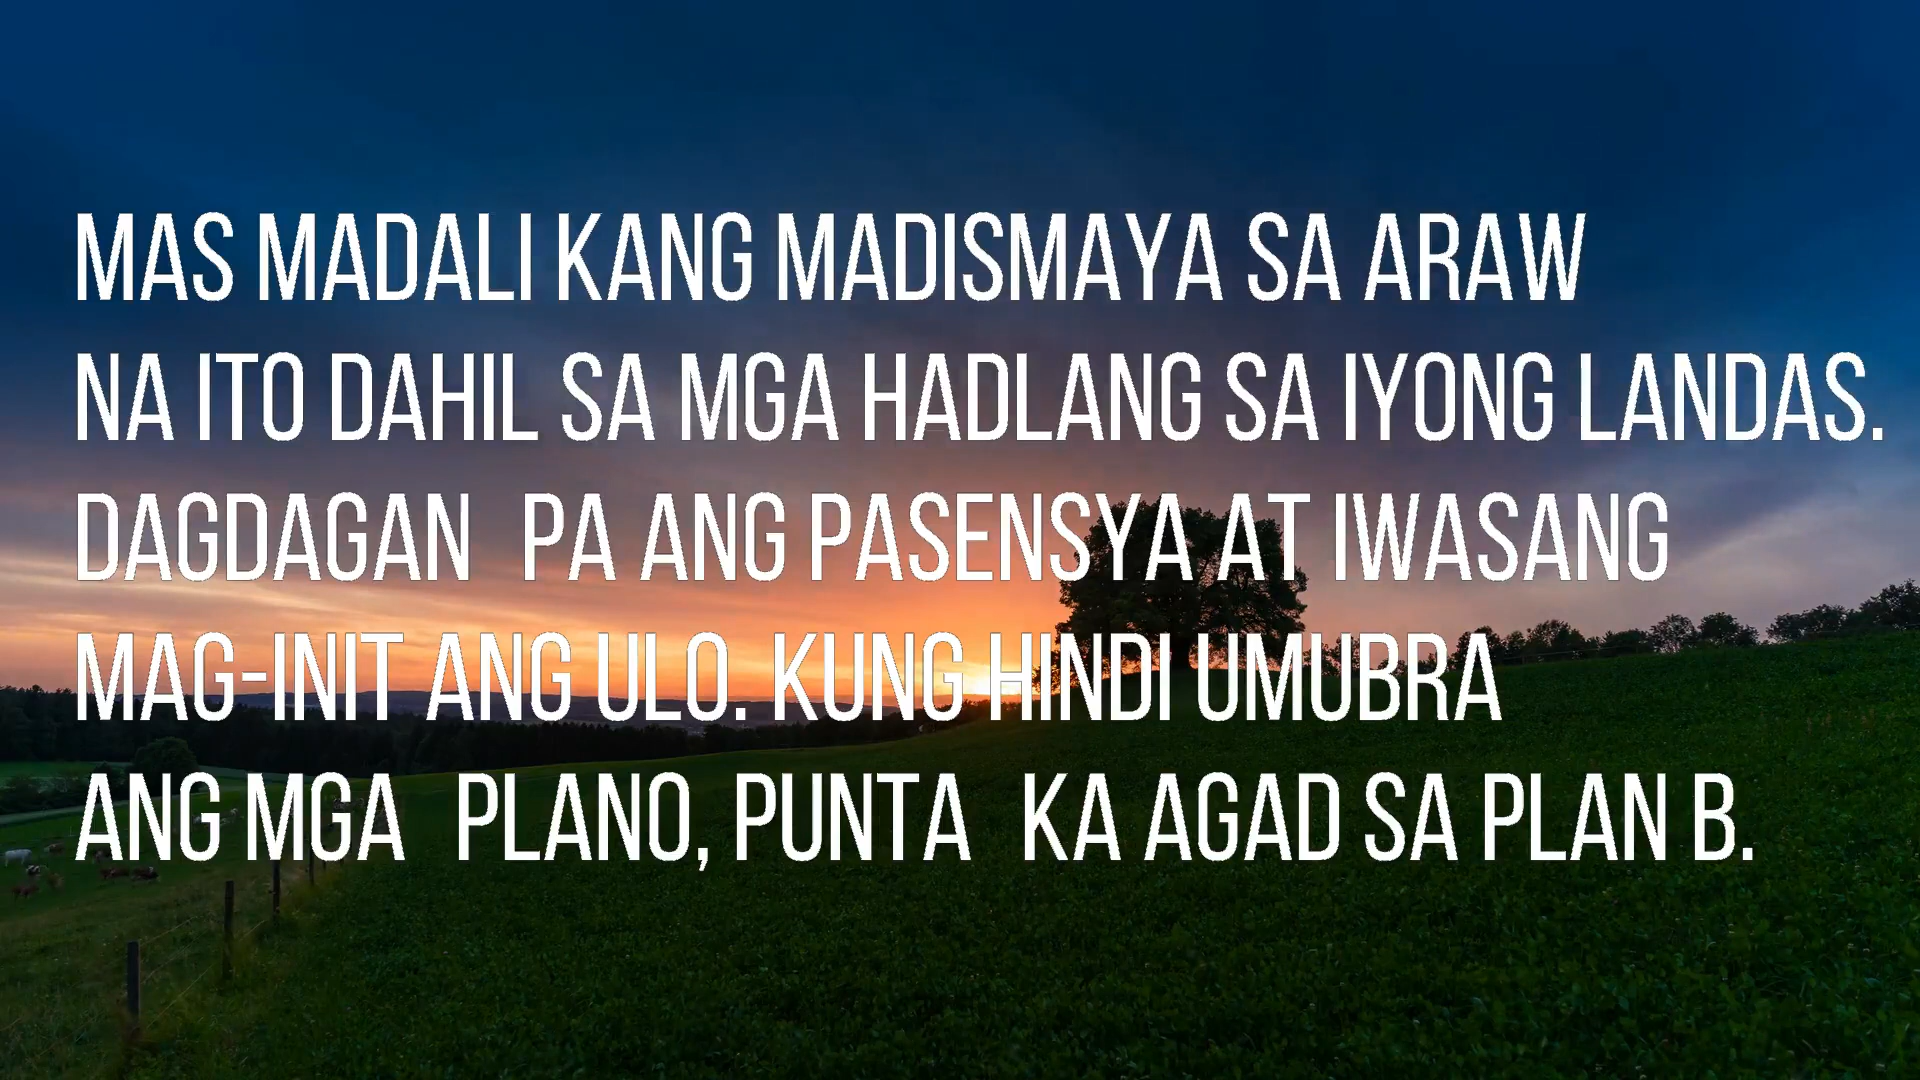 MAS MADALI KANG MADISMAYA SA ARAW
NA ITO DAHIL SA MGA HADLANG SA IYONG LANDAS.
DAGDAGAN  PA ANG PASENSYA AT IWASANG
MAG-INIT ANG ULO. KUNG HINDI UMUBRA
ANG MGA  PLANO, PUNTA  KA AGAD SA PLAN B.